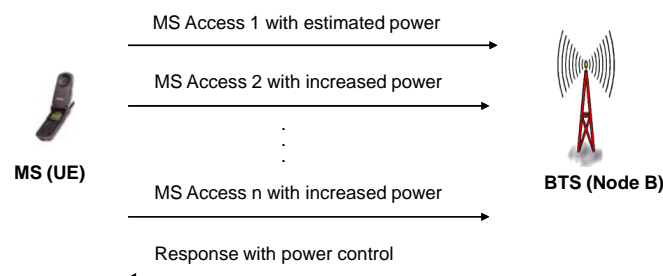 MS Access 1 with estimated power
MS Access 2 with increased power
.
.
.
MS (UE)
BTS (Node B)
MS Access n with increased power
Response with power control